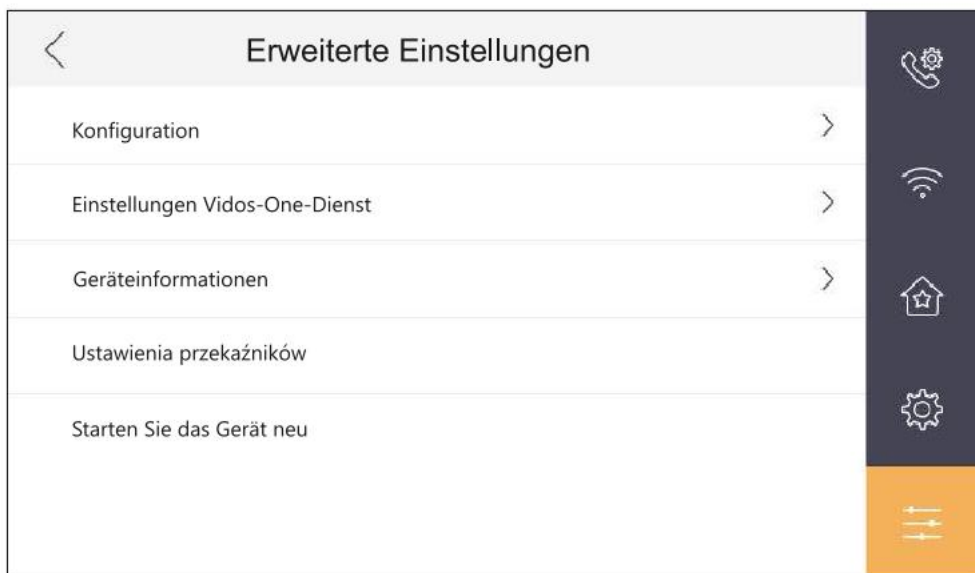 Erweiterte Einstellungen
Konfiguration
Einstellungen Vidos-One-Dienst
Geräteinformationen
Ustawienia przekaźników
Starten Sie das Gerät neu